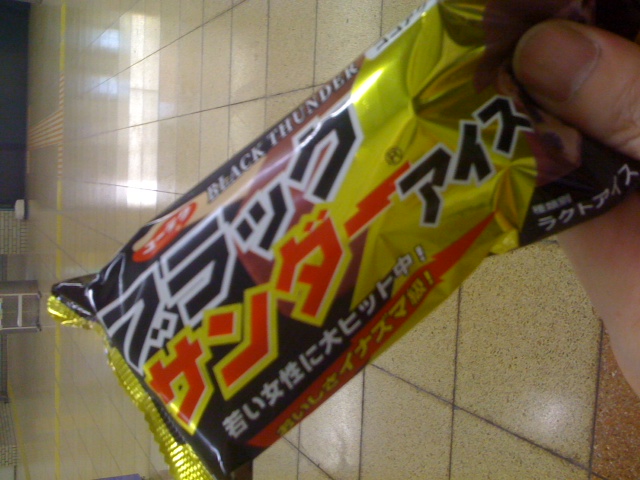 BLACK THUNDER
ブラック
サンダー
®
アイス
種類別
ラクトアイス
若い女性に大ヒット中!
おいしさイナズマ級!